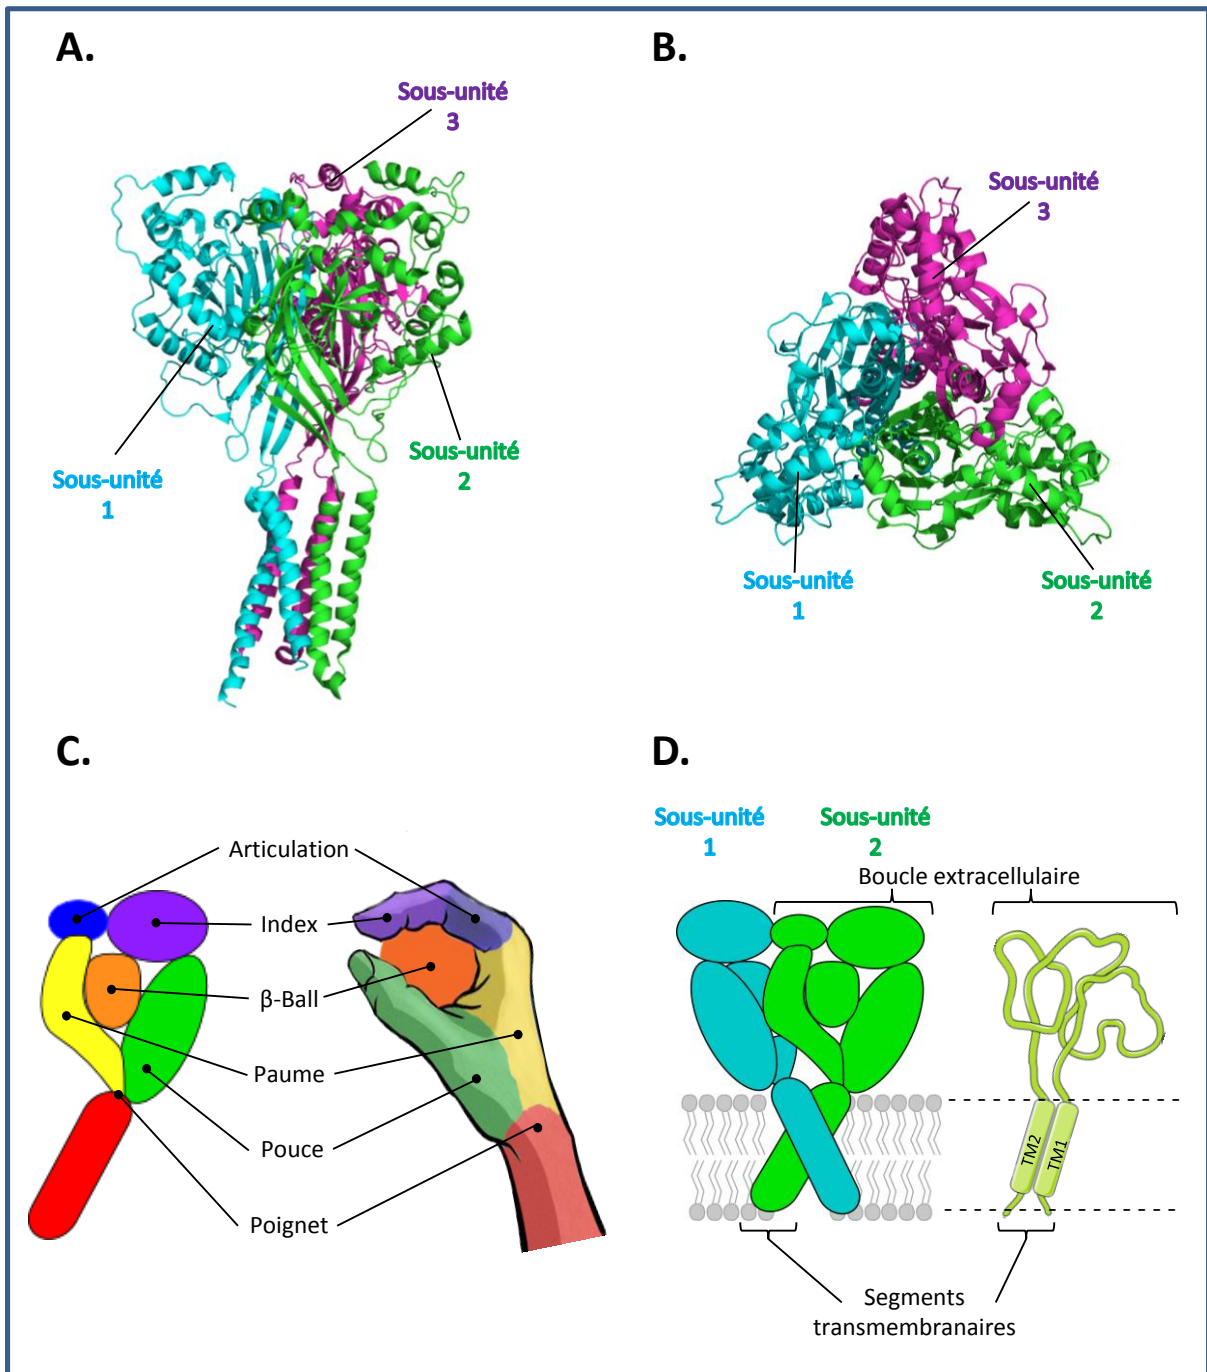 A.
Sous-unité
3
Sous-unité
1
Sous-unité
2
B.
Sous-unité
3
Sous-unité
1
Sous-unité
2
C.
Articulation
Index
β-Ball
Paume
Pouce
Poignet
D.
Sous-unité
1
Sous-unité
2
Boucle extracellulaire
TM2
TM1
Segments
transmembranaires